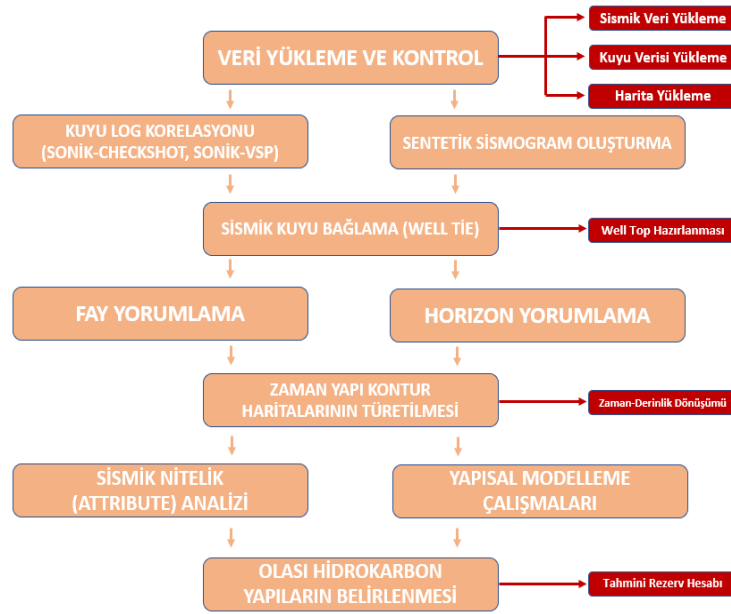 Sismik Veri Yükleme
VERİ YÜKLEME VE KONTROL
Kuyu Verisi Yükleme
Harita Yükleme
KUYU LOG KORELASYONU
(SONİK-CHECKSHOT, SONİK-VSP)
SENTETİK SİSMOGRAM OLUŞTURMA
SİSMİK KUYU BAĞLAMA (WELL TIE)
Well Top Hazırlanması
FAY YORUMLAMA
HORIZON YORUMLAMA
ZAMAN YAPI KONTUR
HARİTALARININ TÜRETİLMESİ
Zaman-Derinlik Dönüşümü
SİSMİK NİTELİK
(ATTRIBUTE) ANALİZİ
YAPISAL MODELLEME
ÇALIŞMALARI
OLASI HİDROKARBON
YAPILARIN BELİRLENMESİ
Tahmini Rezerv Hesabı